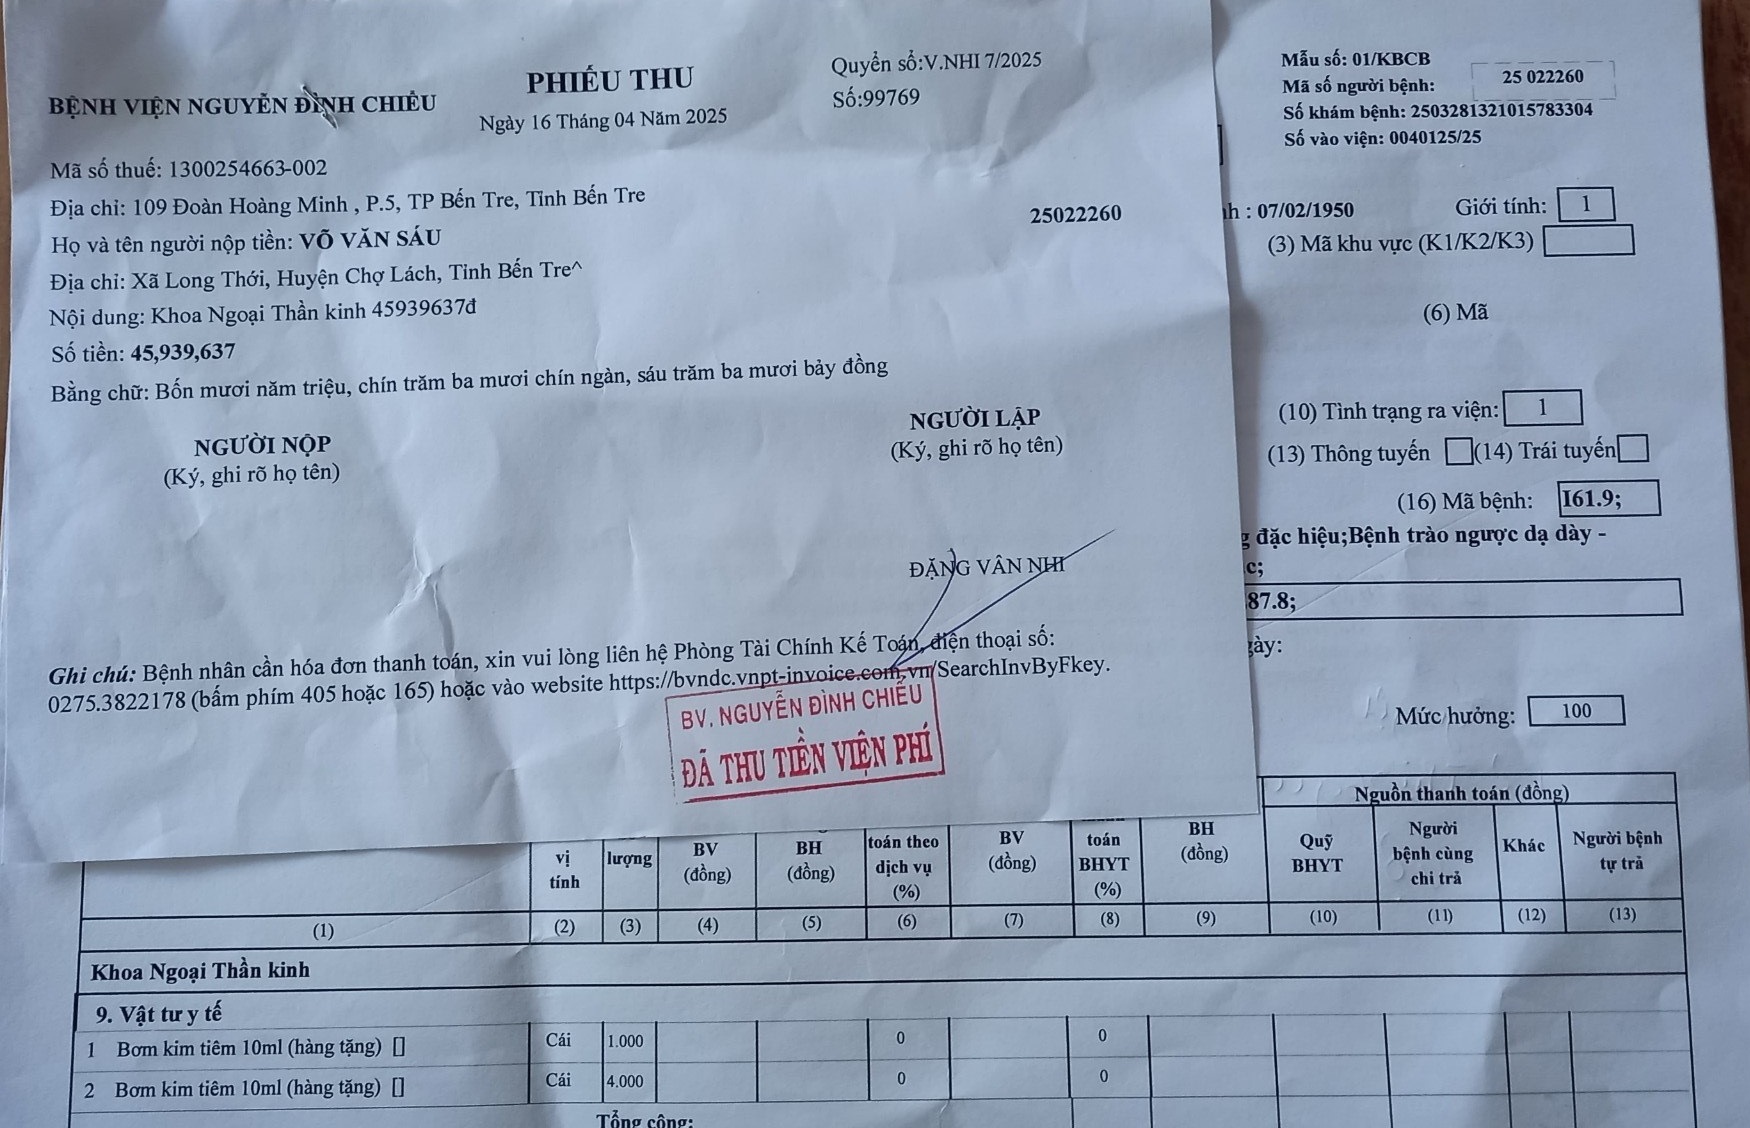 BỆNH VIỆN NGUYỄN ĐÌNH CHIỂU
PHIẾU THU
Ngày 16 Tháng 04 Năm 2025
Quyển sổ:V.NHI 7/2025
Số:99769
Mã số thuế: 1300254663-002
Địa chỉ: 109 Đoàn Hoàng Minh , P.5, TP Bến Tre, Tỉnh Bến Tre
Họ và tên người nộp tiền: VÕ VĂN SÁU
25022260
Địa chỉ: Xã Long Thới, Huyện Chợ Lách, Tỉnh Bến Tre^
Nội dung: Khoa Ngoại Thần kinh 45939637đ
Số tiền: 45,939,637
Bằng chữ: Bốn mươi năm triệu, chín trăm ba mươi chín ngàn, sáu trăm ba mươi bảy đồng
NGƯỜI NỘP
(Ký, ghi rõ họ tên)
NGƯỜI LẬP
(Ký, ghi rõ họ tên)
ĐẶNG VÂN NHI
Ghi chú: Bệnh nhân cần hóa đơn thanh toán, xin vui lòng liên hệ Phòng Tài Chính Kế Toán, điện thoại số:
0275.3822178 (bấm phím 405 hoặc 165) hoặc vào website https://bvndc.vnpt-invoice.com.vn/SearchInvByFkey.
BV. NGUYỄN ĐÌNH CHIỂU
ĐÃ THU TIỀN VIỆN PHÍ
Mẫu số: 01/KBCB
Mã số người bệnh: 25 022260
Số khám bệnh: 2503281321015783304
Số vào viện: 0040125/25
h : 07/02/1950 Giới tính: 1
(3) Mã khu vực (K1/K2/K3)
(6) Mã
(10) Tình trạng ra viện: 1
(13) Thông tuyến (14) Trái tuyến
(16) Mã bệnh: I61.9;
đặc hiệu;Bệnh trào ngược dạ dày -
c;
87.8;
gày:
Mức hưởng: 100
Nguồn thanh toán (đồng)
vị tính
lượng
BV (đồng)
BH (đồng)
toán theo dịch vụ (%)
BV (đồng)
toán BHYT (%)
BH (đồng)
Quỹ BHYT
Người bệnh cùng chi trả
Khác
Người bệnh tự trả
(1) (2) (3) (4) (5) (6) (7) (8) (9) (10) (11) (12) (13)
Khoa Ngoại Thần kinh
9. Vật tư y tế
1 Bơm kim tiêm 10ml (hàng tặng) [] Cái 1.000 0 0
2 Bơm kim tiêm 10ml (hàng tặng) [] Cái 4.000 0 0
Tổng cộng: